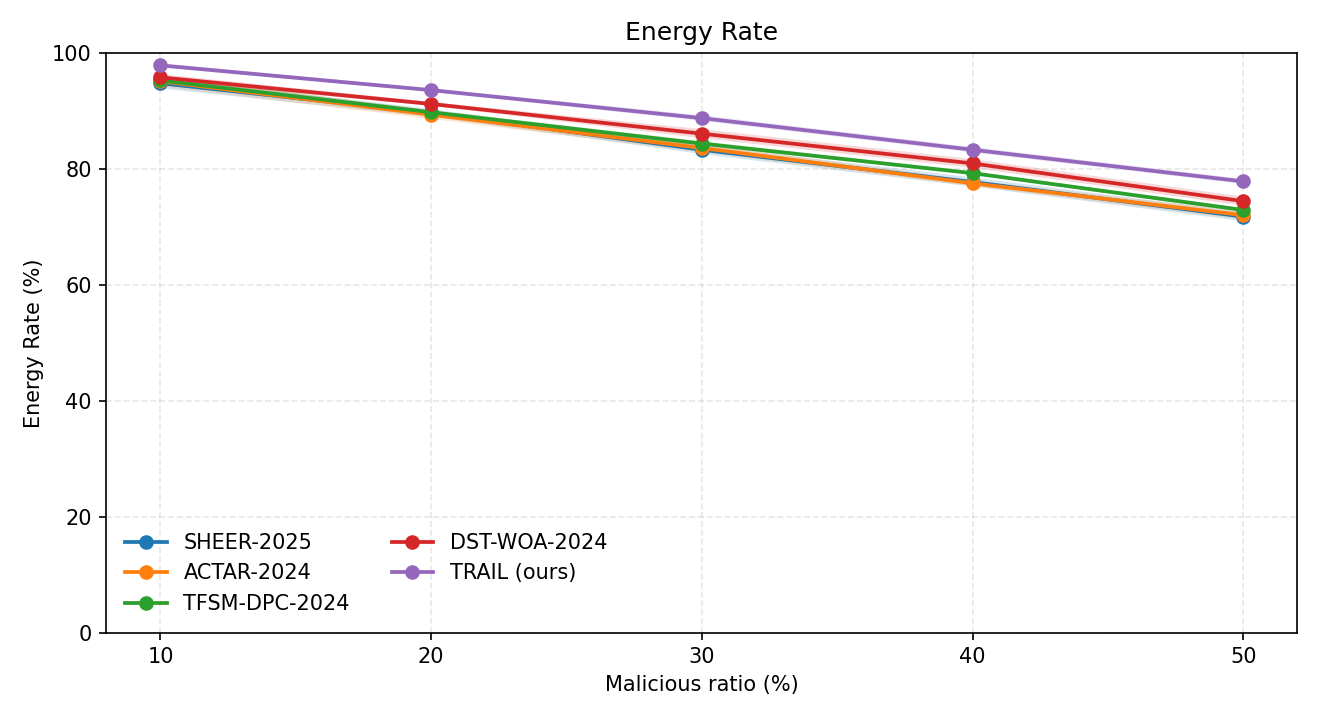 Energy Rate
Energy Rate (%)
100
80
60
40
20
0
SHEER-2025
ACTAR-2024
TFSM-DPC-2024
DST-WOA-2024
TRAIL (ours)
10 20 30 40 50
Malicious ratio (%)